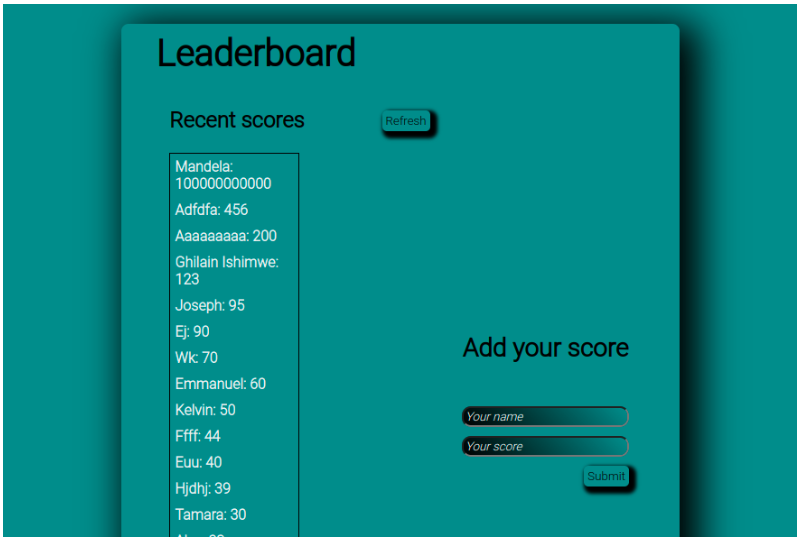 Leaderboard
Recent scores
Refresh
Mandela:
100000000000
Adfdfa: 456
Aaaaaaaaa: 200
Ghilain Ishimwe:
123
Joseph: 95
Ej: 90
Wk: 70
Emmanuel: 60
Kelvin: 50
Ffff: 44
Euu: 40
Hjdhj: 39
Tamara: 30
Add your score
Your name
Your score
Submit